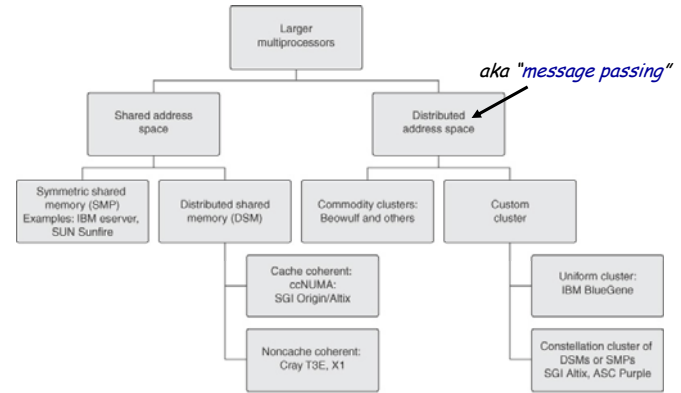 Larger
multiprocessors
aka "message passing"
Shared address
space
Distributed
address space
Symmetric shared
memory (SMP)
Examples: IBM eserver,
SUN Sunfire
Distributed shared
memory (DSM)
Commodity clusters:
Beowulf and others
Custom
cluster
Cache coherent:
ccNUMA:
SGI Origin/Altix
Uniform cluster:
IBM BlueGene
Noncache coherent:
Cray T3E, X1
Constellation cluster of
DSMs or SMPs
SGI Altix, ASC Purple